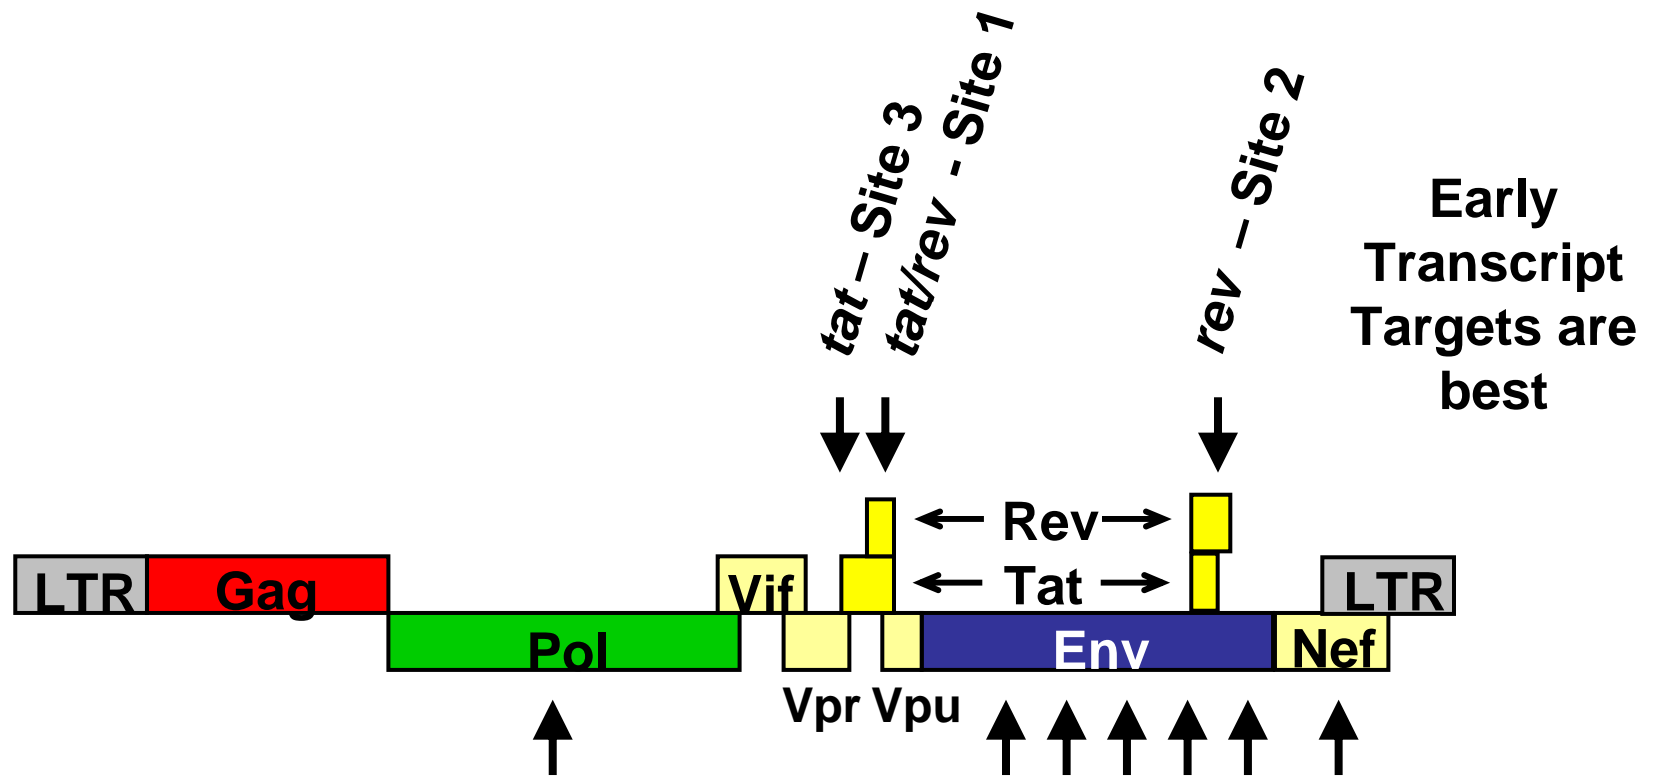 tat – Site 3
tat/rev - Site 1
rev – Site 2
Early
Transcript
Targets are
best
Rev
Tat
LTR
Gag
Vif
LTR
Pol
Env
Nef
Vpr
Vpu